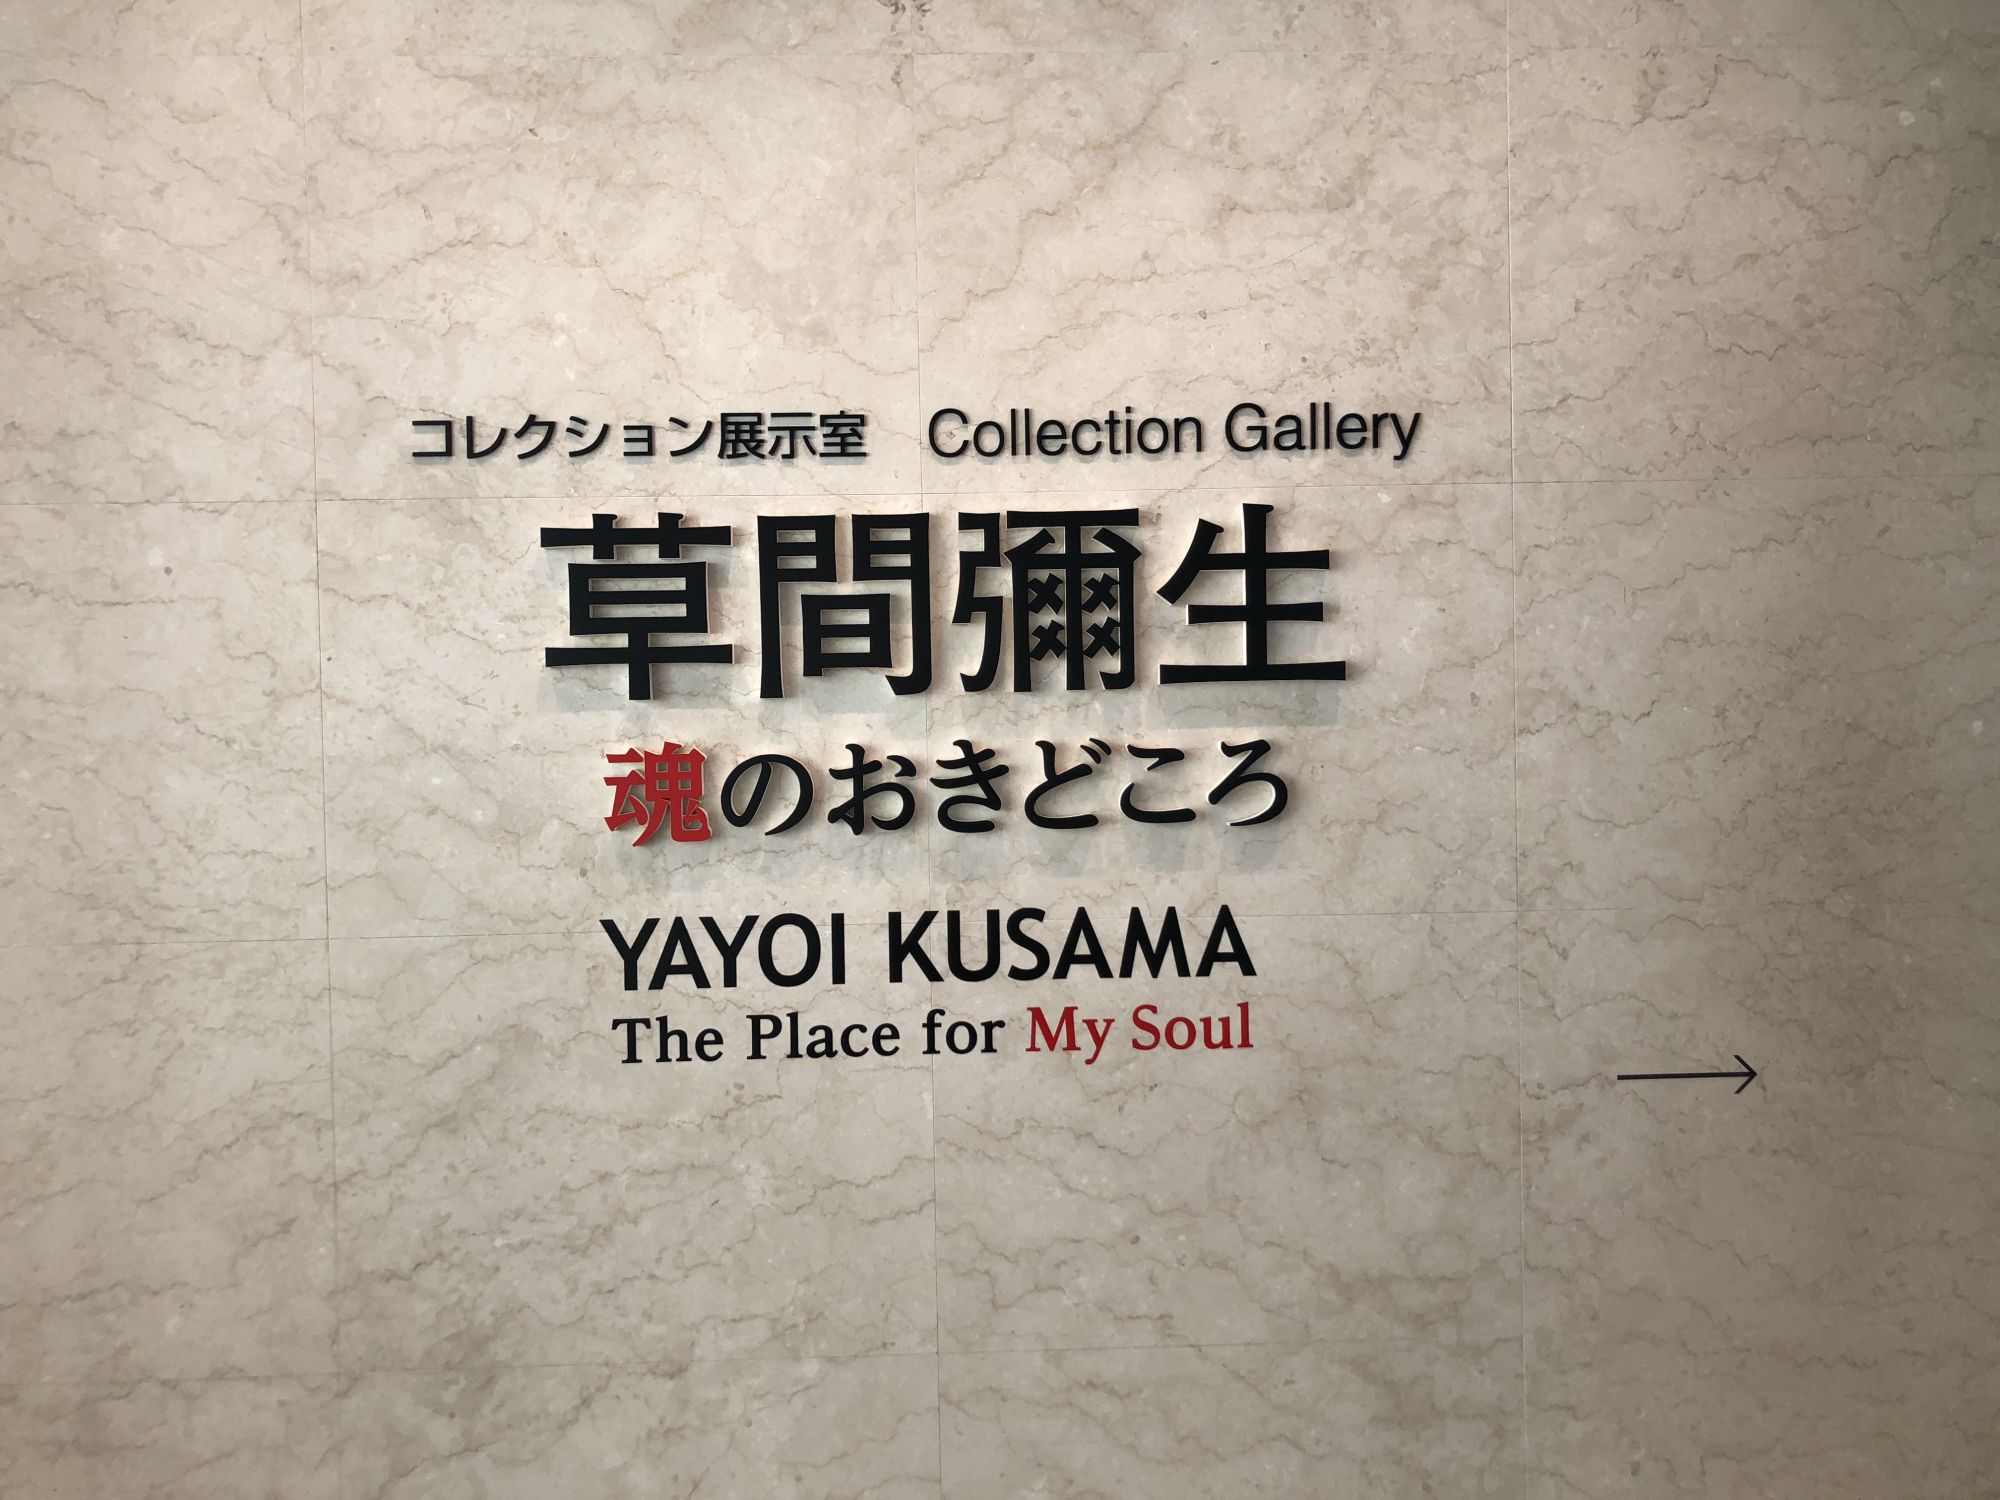 コレクション展示室　Collection Gallery
草間彌生
魂のおきどころ
YAYOI KUSAMA
The Place for My Soul
→